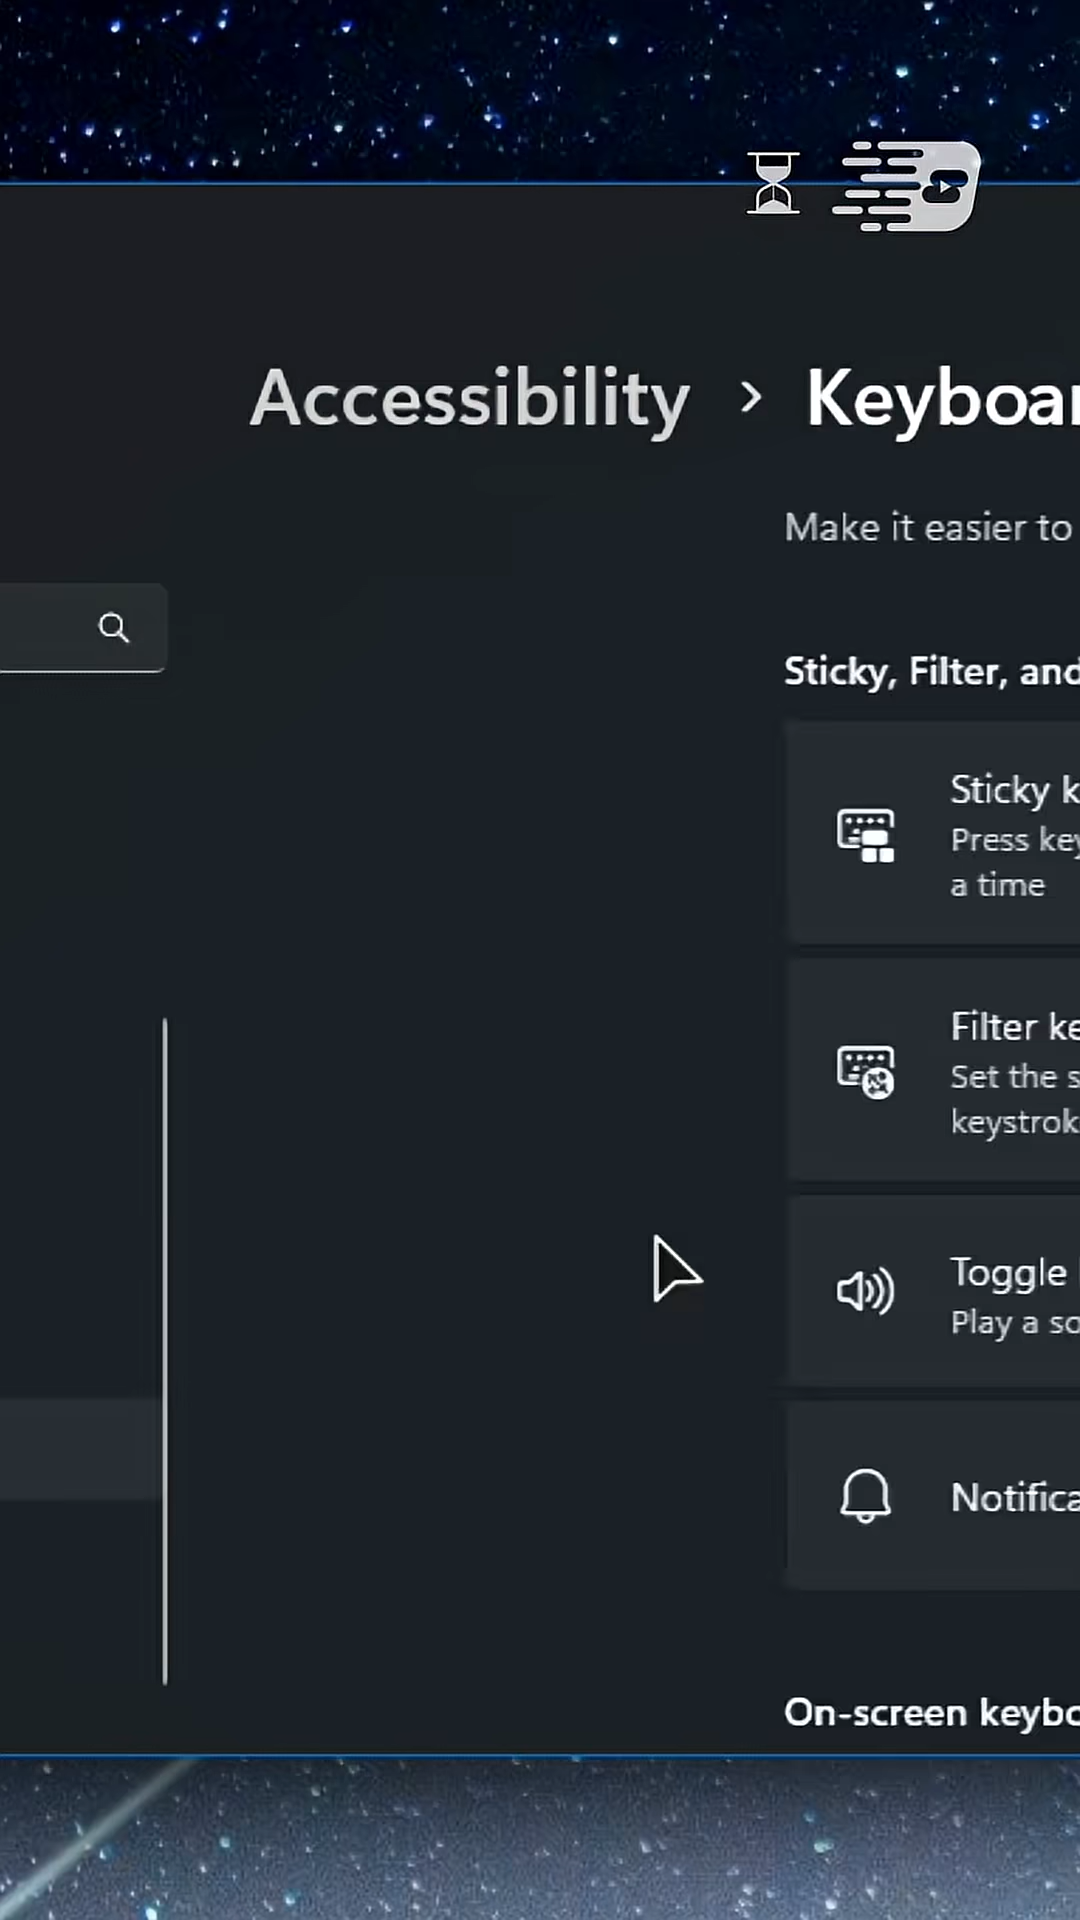 Accessibility > Keyboar
Make it easier to
Sticky, Filter, and
Sticky k
Press key
a time
Filter ke
Set the s
keystrok
Toggle
Play a so
Notifica
On-screen keybo